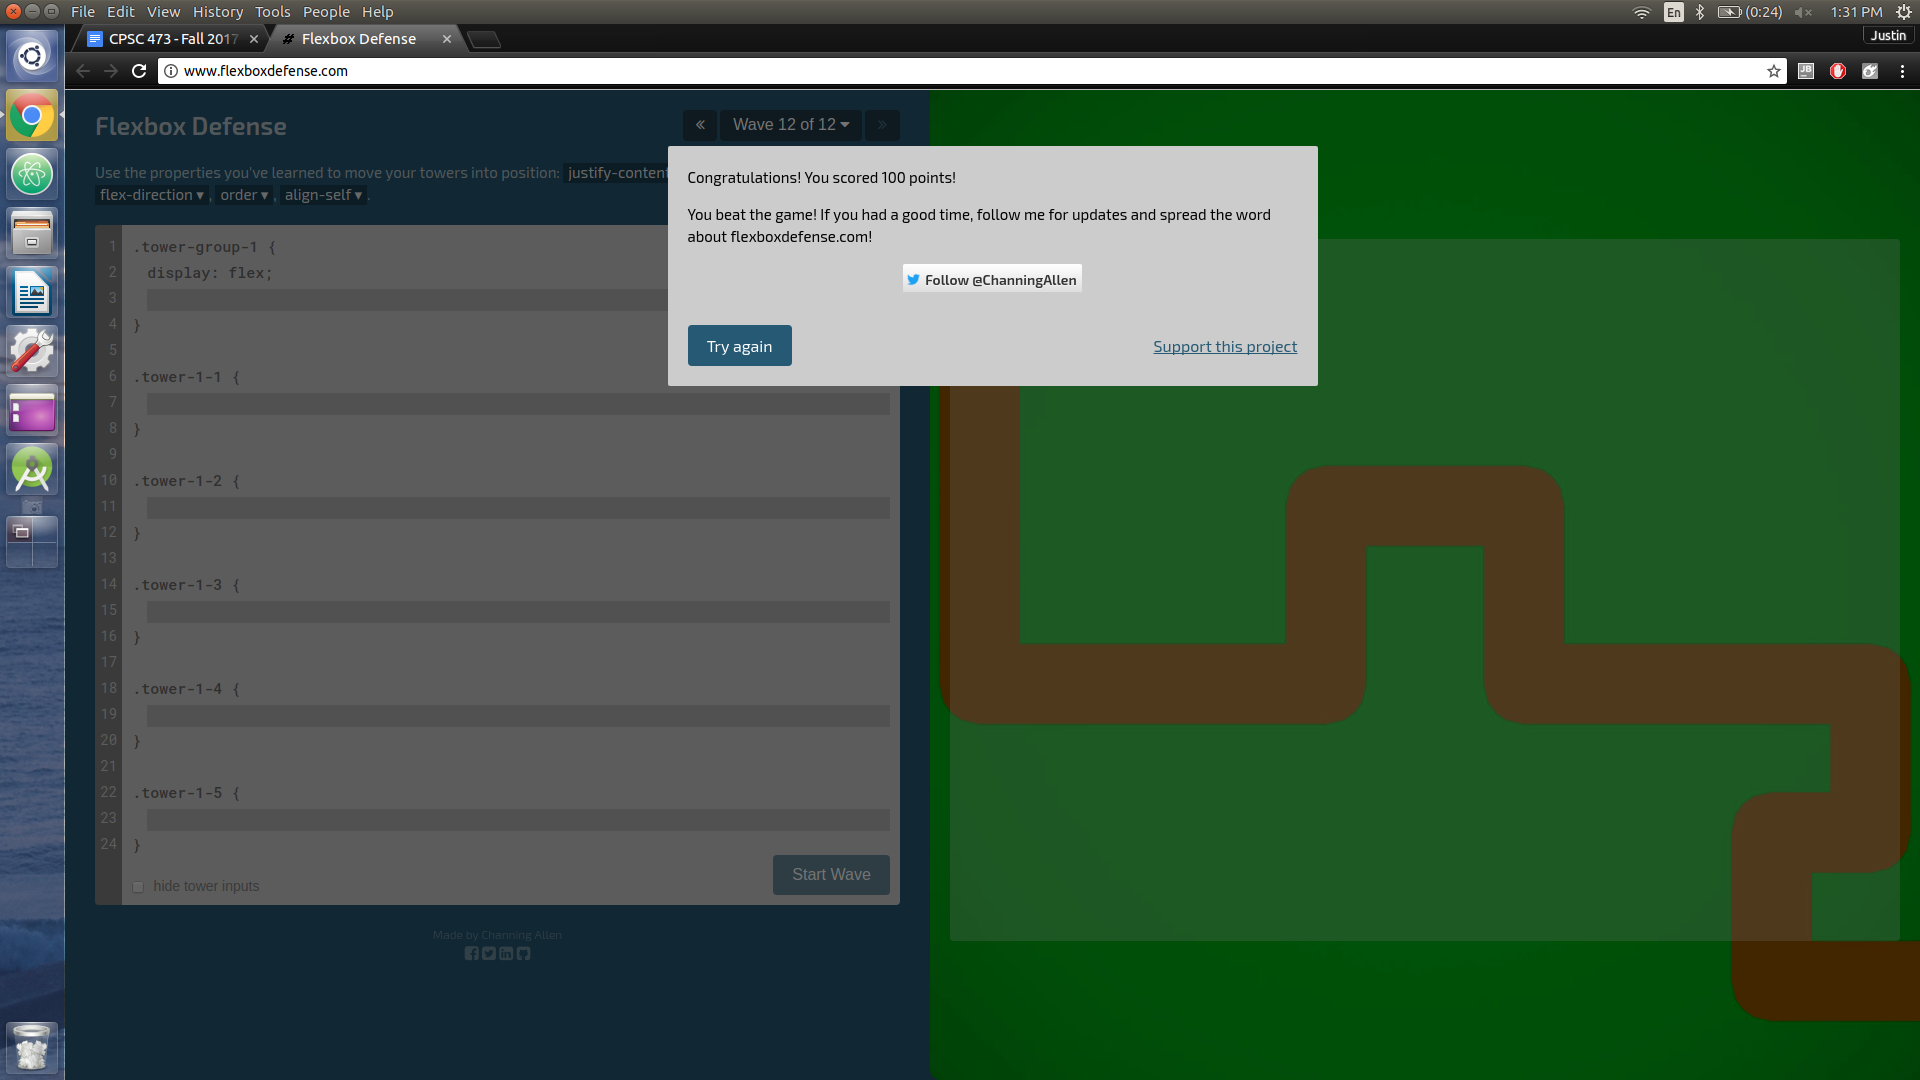 File Edit View History Tools People Help
En (0:24) 1:31 PM
CPSC 473 - Fall 2017 × # Flexbox Defense ×
Justin
www.flexboxdefense.com
Flexbox Defense
« Wave 12 of 12 »
Use the properties you've learned to move your towers into position: justify-content
flex-direction ▾, order ▾, align-self ▾.
Congratulations! You scored 100 points!
You beat the game! If you had a good time, follow me for updates and spread the word
about flexboxdefense.com!
Follow @ChanningAllen
Try again
Support this project
1 .tower-group-1 {
2 display: flex;
3
4 }
5
6 .tower-1-1 {
7
8 }
9
10 .tower-1-2 {
11
12 }
13
14 .tower-1-3 {
15
16 }
17
18 .tower-1-4 {
19
20 }
21
22 .tower-1-5 {
23
24 }
hide tower inputs
Start Wave
Made by Channing Allen